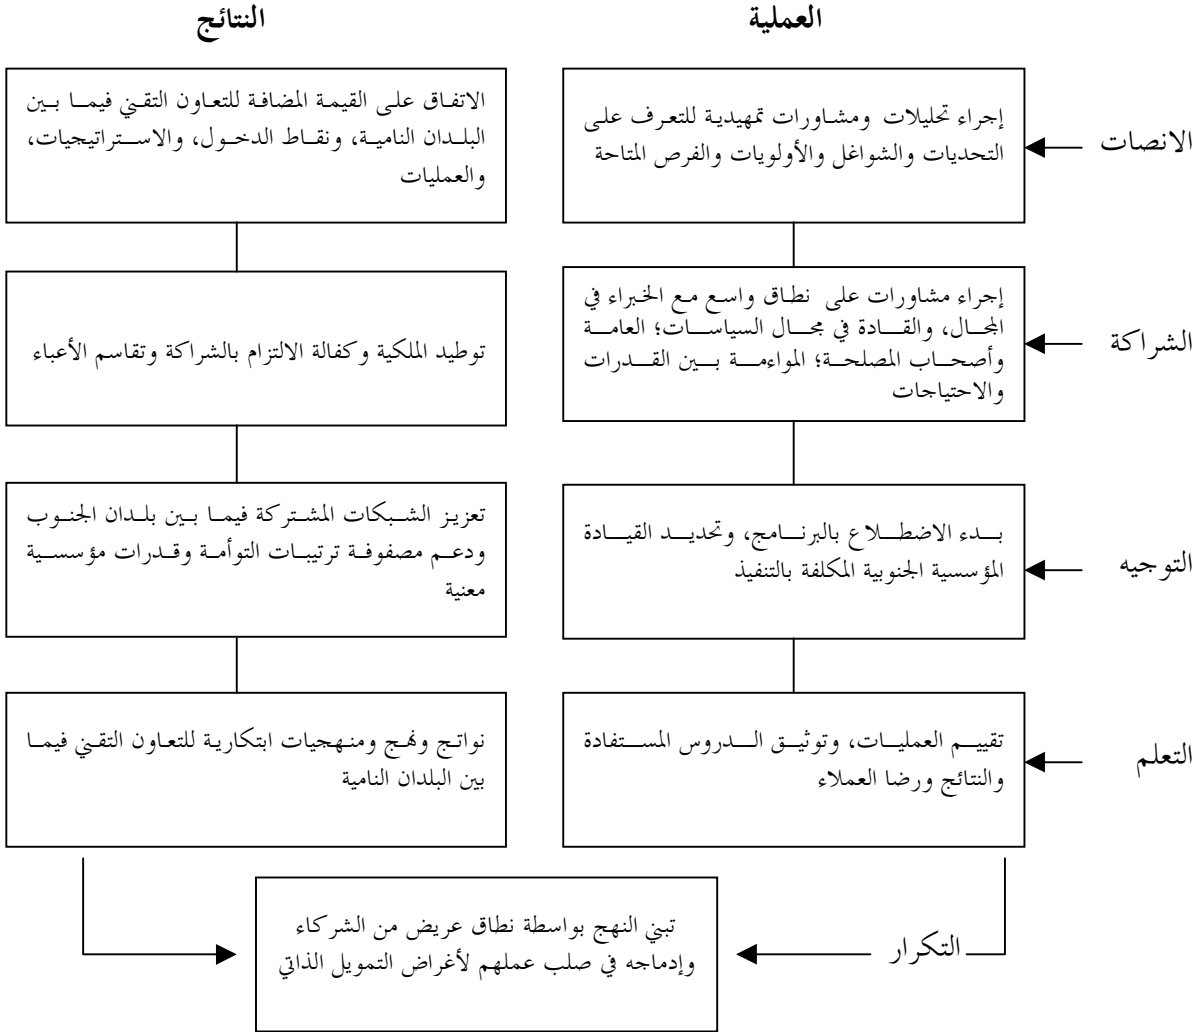 العملية
النتائج
الانصات
إجراء تحليلات ومشاورات تمهيدية للتعرف على
التحديات والشواغل والأولويات والفرص المتاحة
الاتفاق على القيمة المضافة للتعاون التقني فيما بين
البلدان النامية، ونقاط الدخول، والاستراتيجيات،
والعمليات
الشراكة
إجراء مشاورات على نطاق واسع مع الخبراء في
المجال، والقادة في مجال السياسات؛ العامة
وأصحاب المصلحة؛ المواءمة بين القدرات
والاحتياجات
توطيد الملكية وكفالة الالتزام بالشراكة وتقاسم الأعباء
التوجيه
بدء الاضطلاع بالبرنامج، وتحديد القيادة
المؤسسية الجنوبية المكلفة بالتنفيذ
تعزيز الشبكات المشتركة فيما بين بلدان الجنوب
ودعم مصفوفة ترتيبات التوأمة وقدرات مؤسسية
معنية
التعلم
تقييم العمليات، وتوثيق الدروس المستفادة
والنتائج ورضا العملاء
نواتج ونهج ومنهجيات ابتكارية للتعاون التقني فيما
بين البلدان النامية
التكرار
تبني النهج بواسطة نطاق عريض من الشركاء
وإدماجه في صلب عملهم لأغراض التمويل الذاتي